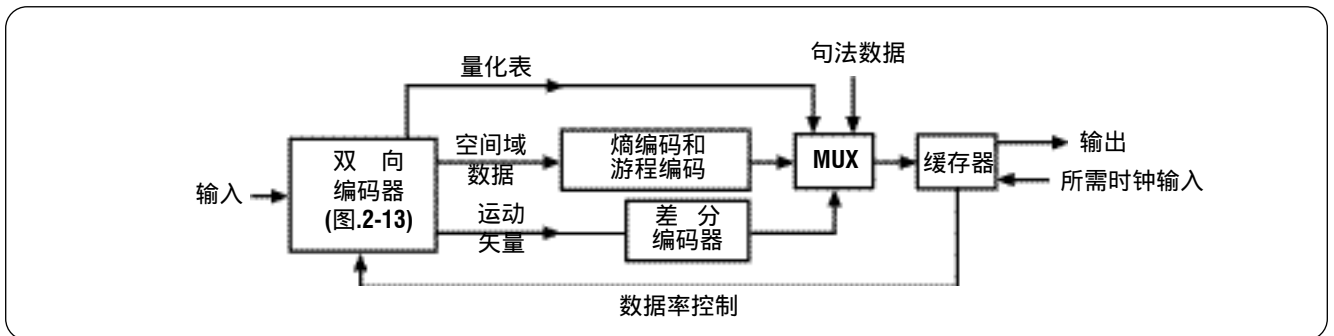 句法数据
量化表
空间域
数据
熵编码和
游程编码
MUX
缓存器
输出
所需时钟输入
输入
双 向
编码器
(图.2-13)
运动
矢量
差 分
编码器
数据率控制